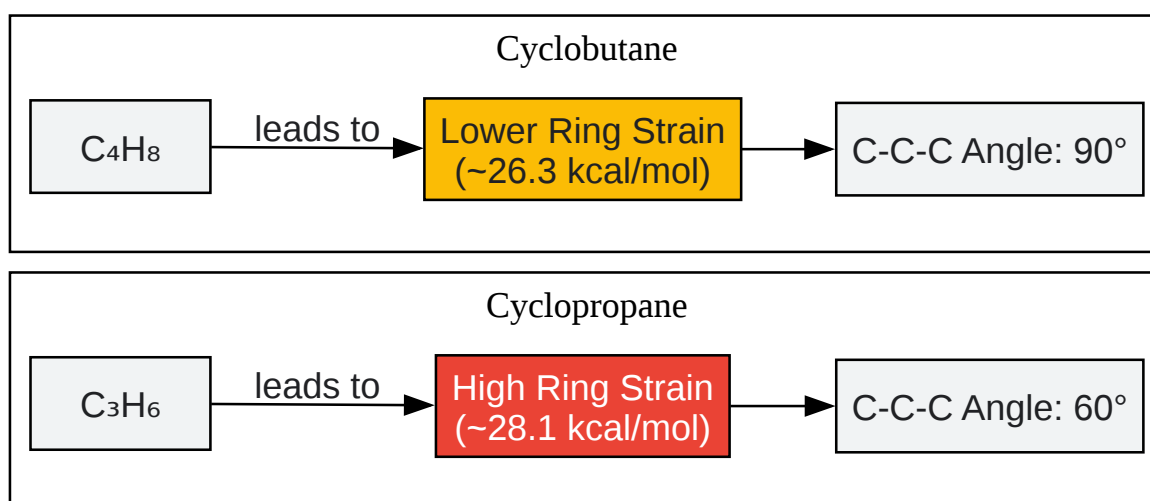 Cyclobutane
C₄H₈
leads to
Lower Ring Strain
(~26.3 kcal/mol)
C-C-C Angle: 90°
Cyclopropane
C₃H₆
leads to
High Ring Strain
(~28.1 kcal/mol)
C-C-C Angle: 60°